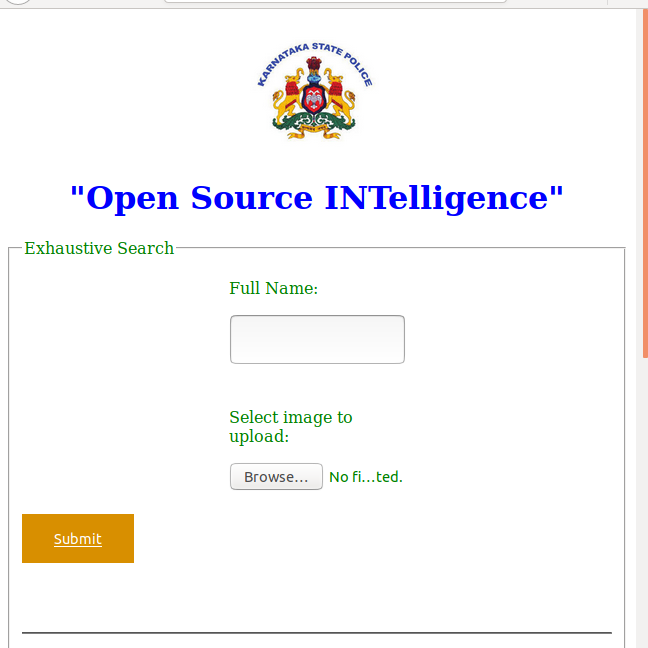 KARNATAKA STATE POLICE
"Open Source INTelligence"
Exhaustive Search
Full Name:
Select image to
upload:
Browse... No fi...ted.
Submit